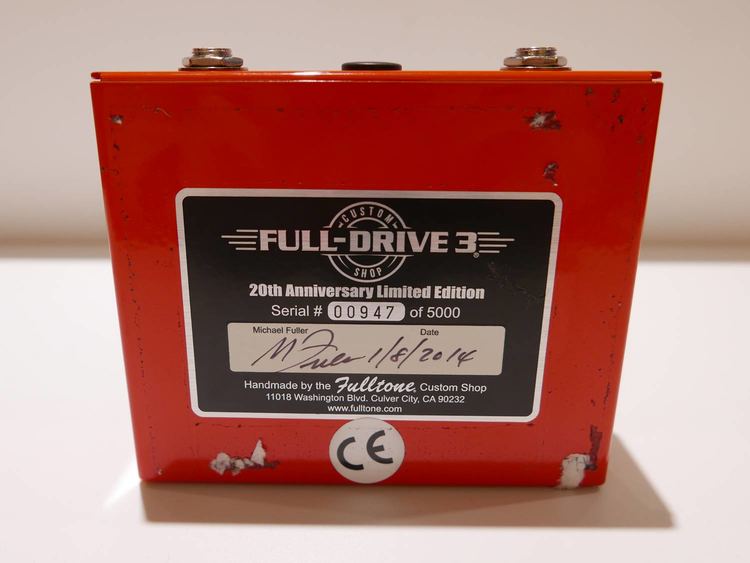 CUSTOM
FULL-DRIVE 3®
SHOP
20th Anniversary Limited Edition
Serial # 00947 of 5000
Michael Fuller Date
M Fuller 1/8/2014
Handmade by the Fulltone® Custom Shop
11018 Washington Blvd. Culver City, CA 90232
www.fulltone.com
CE